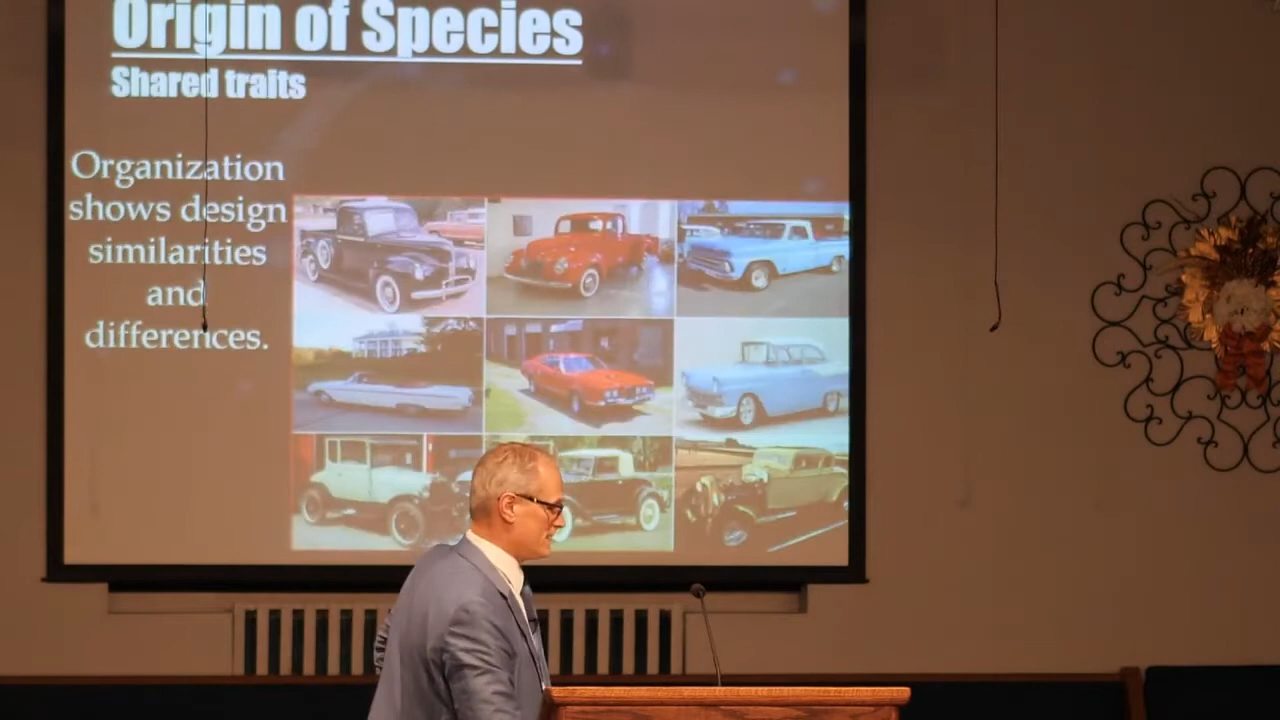 Origin of Species
Shared traits
Organization
shows design
similarities
and
differences.